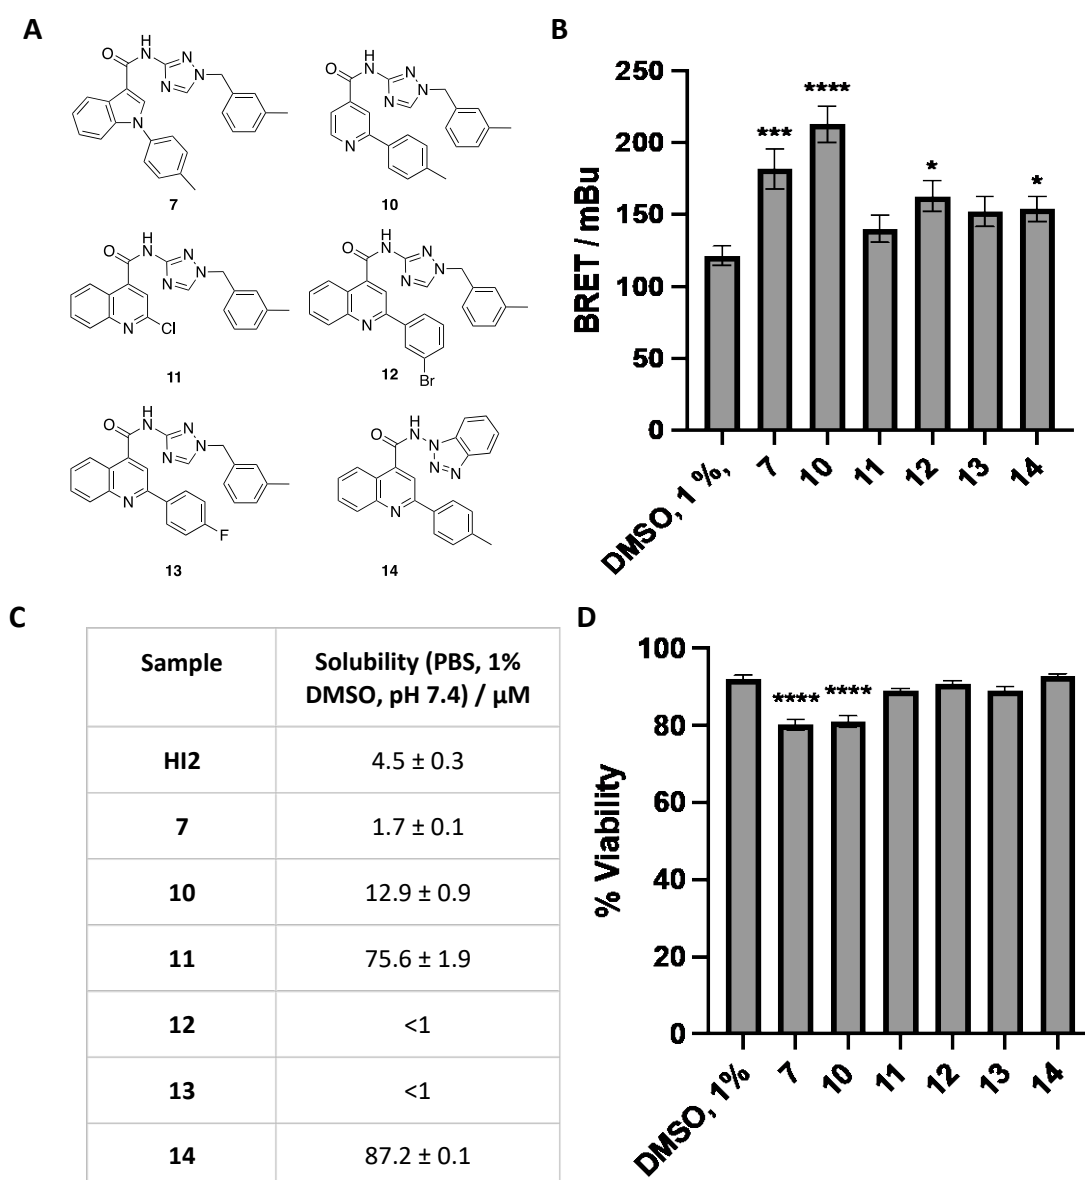 A
O
H
N
N
N
N
N
7
O
H
N
N
N
N
N
10
O
H
N
N
N
N
N
Cl
11
O
H
N
N
N
N
N
Br
12
O
H
N
N
N
N
N
F
13
O
H
N
N
N
N
N
14
B
250
200
150
100
50
0
BRET / mBu
***
****
*
*
DMSO, 1 %,
7
10
11
12
13
14
C
Sample
Solubility (PBS, 1%
DMSO, pH 7.4) / µM
HI2
4.5 ± 0.3
7
1.7 ± 0.1
10
12.9 ± 0.9
11
75.6 ± 1.9
12
<1
13
<1
14
87.2 ± 0.1
D
100
80
60
40
20
0
% Viability
****
****
DMSO, 1%
7
10
11
12
13
14